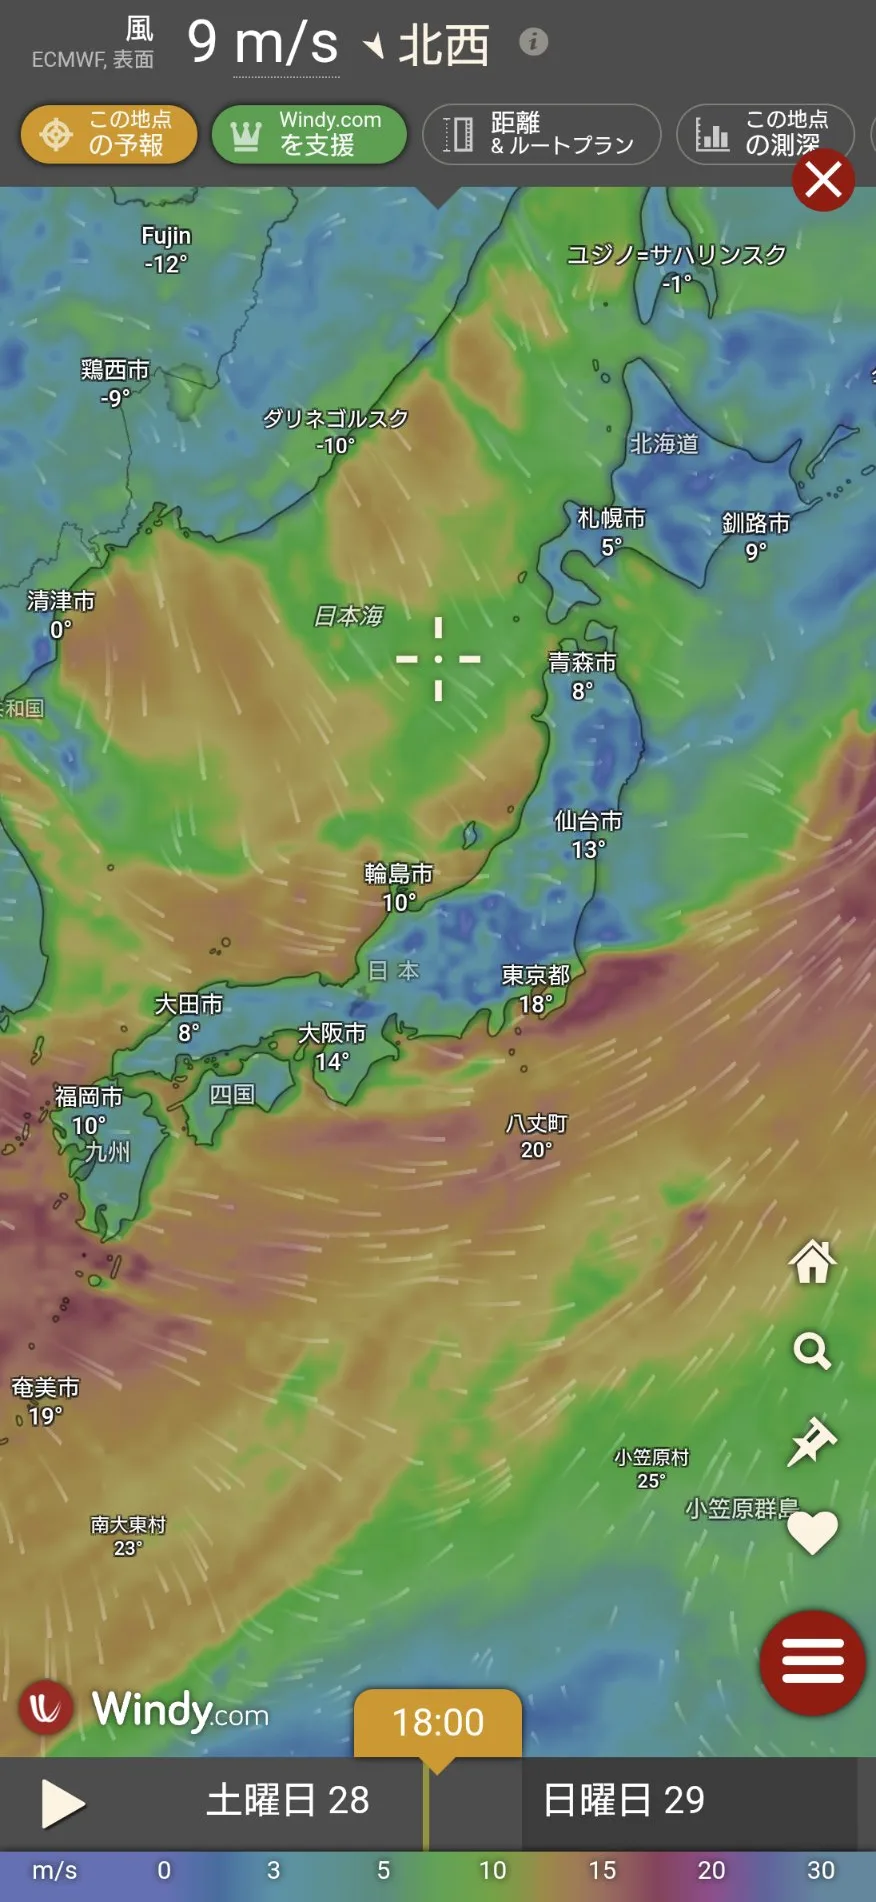 風
ECMWF, 表面
9 m/s
北西
i
この地点
の予報
Windy.com
を支援
距離
& ルートプラン
この地点
の測深
Fujin
-12°
ユジノ=サハリンスク
-1°
鶏西市
-9°
ダリネゴルスク
-10°
北海道
札幌市
5°
釧路市
9°
清津市
0°
日本海
青森市
8°
共和国
仙台市
13°
輪島市
10°
日本
東京都
18°
大田市
8°
大阪市
14°
福岡市
10°
九州
四国
八丈町
20°
奄美市
19°
小笠原村
25°
小笠原群島
南大東村
23°
Windy.com
18:00
土曜日 28
日曜日 29
m/s 0 3 5 10 15 20 30